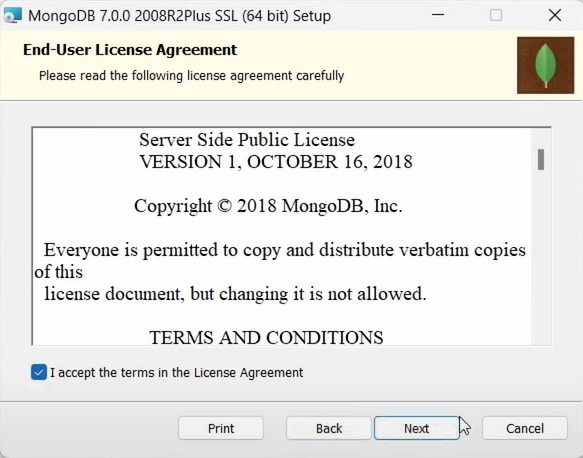 MongoDB 7.0.0 2008R2Plus SSL (64 bit) Setup
End-User License Agreement
Please read the following license agreement carefully
Server Side Public License
VERSION 1, OCTOBER 16, 2018
Copyright © 2018 MongoDB, Inc.
Everyone is permitted to copy and distribute verbatim copies
of this
license document, but changing it is not allowed.
TERMS AND CONDITIONS
I accept the terms in the License Agreement
Print Back Next Cancel